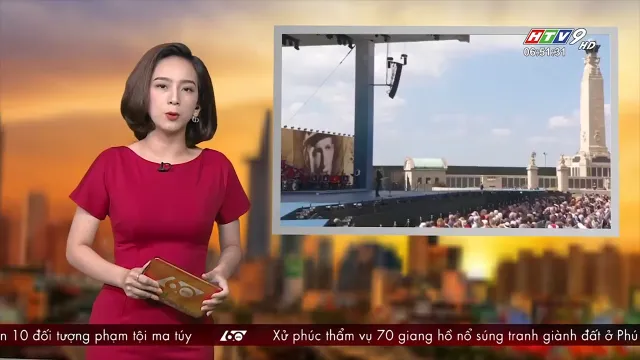 HTV9 HD
06:51:31
n 10 đối tượng phạm tội ma túy
Xử phúc thẩm vụ 70 giang hồ nổ súng tranh giành đất ở Phú